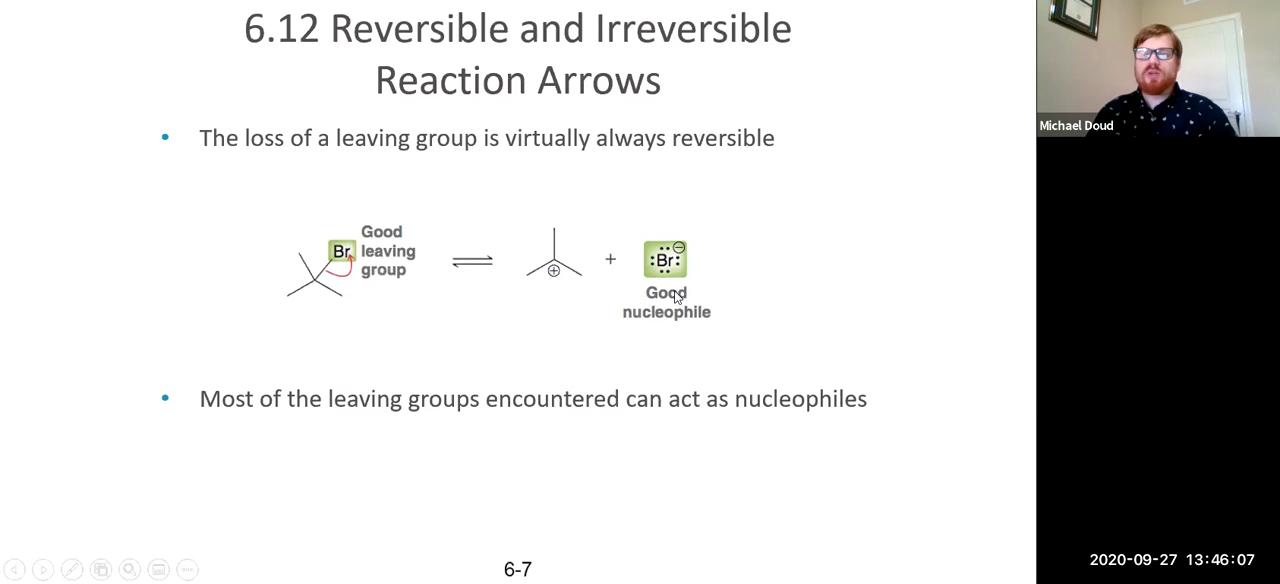 6.12 Reversible and Irreversible
Reaction Arrows
• The loss of a leaving group is virtually always reversible
Br
Good
leaving
group
⇌
⊕
+
:Br: ⊖
Good
nucleophile
• Most of the leaving groups encountered can act as nucleophiles
6-7
Michael Doud
2020-09-27 13:46:07